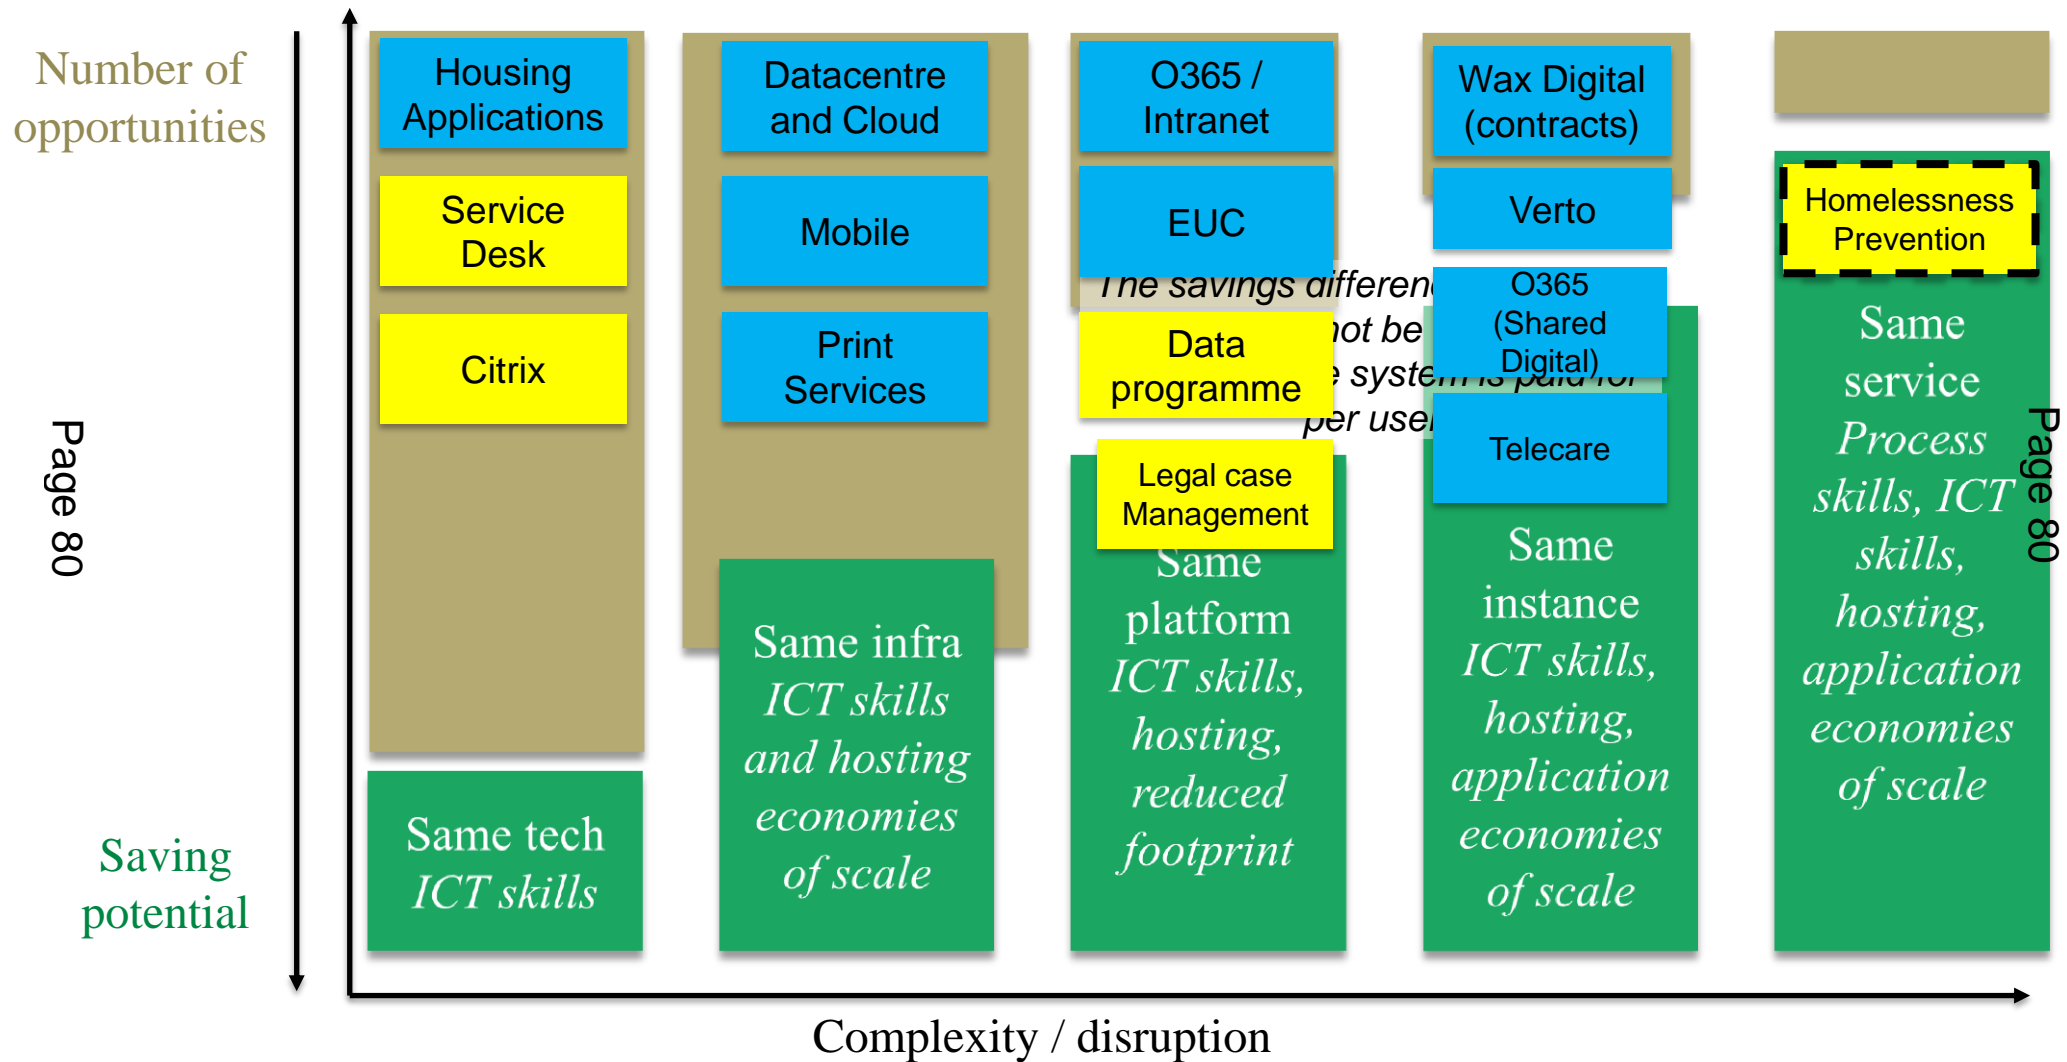 Number of
opportunities
Housing
Applications
Service
Desk
Citrix
Same tech
ICT skills
Datacentre
and Cloud
Mobile
Print
Services
Same infra
ICT skills
and hosting
economies
of scale
O365 /
Intranet
EUC
The savings
not be
system is paid for
per
Data
programme
Legal case
Management
Same
platform
ICT skills,
hosting,
reduced
footprint
Wax Digital
(contracts)
Verto
O365
(Shared
Digital)
Telecare
Same
instance
ICT skills,
hosting,
application
economies
of scale
Homelessness
Prevention
Same
service
Process
skills, ICT
skills,
hosting,
application
economies
of scale
Page 80
Page 80
Saving
potential
Complexity / disruption